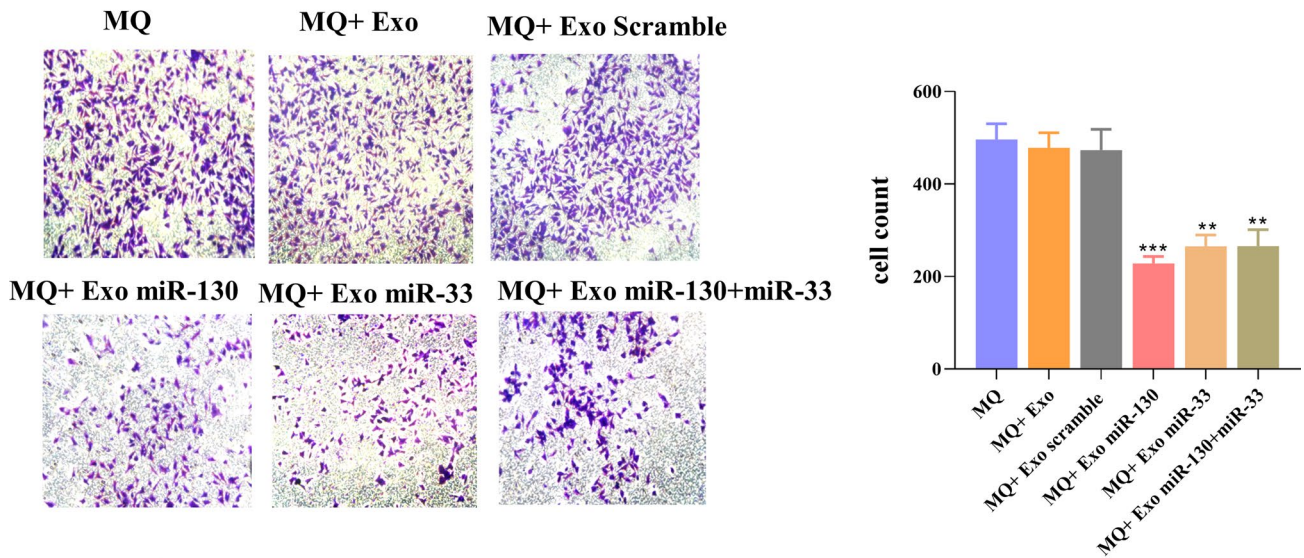 MQ
MQ+ Exo
MQ+ Exo Scramble
MQ+ Exo miR-130
MQ+ Exo miR-33
MQ+ Exo miR-130+miR-33
cell count
600
400
200
0
***
**
**
MQ
MQ+ Exo
MQ+ Exo scramble
MQ+ Exo miR-130
MQ+ Exo miR-33
MQ+ Exo miR-130+miR-33